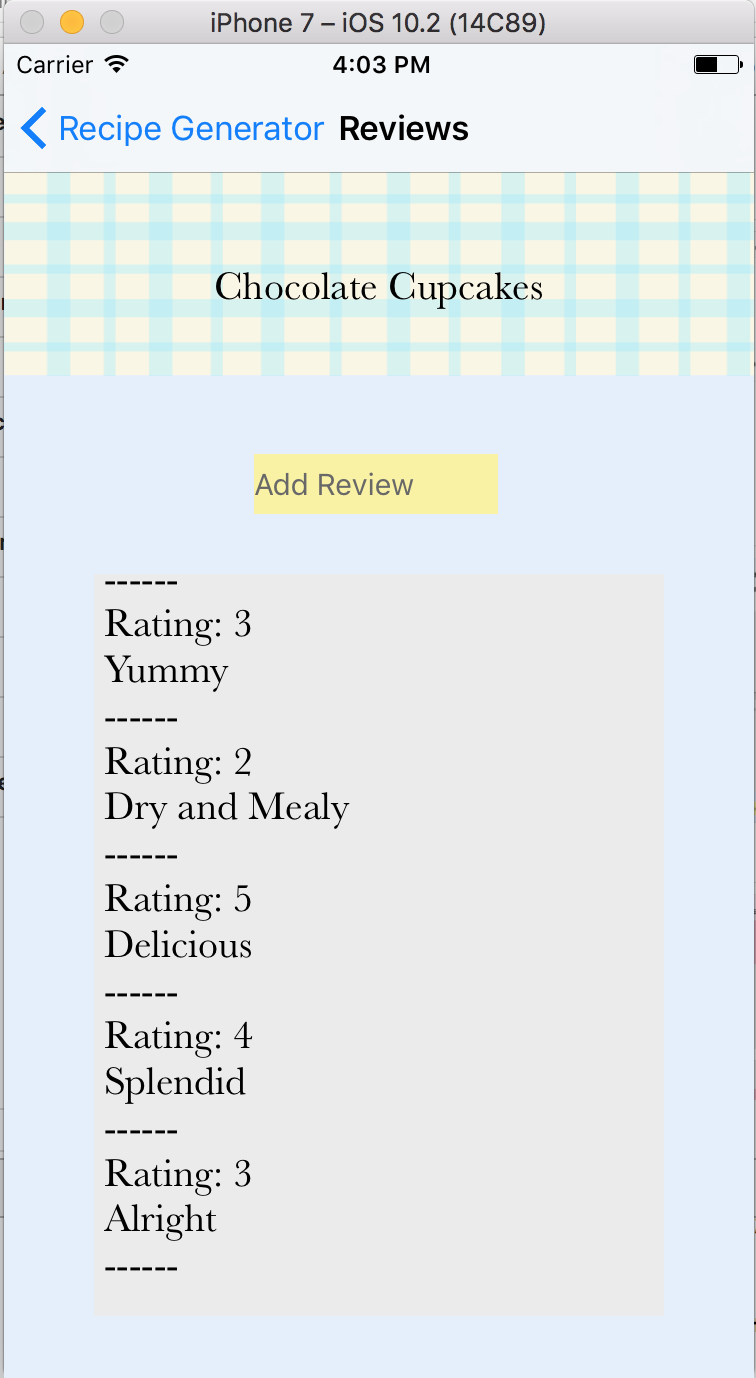 iPhone 7 – iOS 10.2 (14C89)
Carrier 4:03 PM
Recipe Generator Reviews
Chocolate Cupcakes
Add Review
------
Rating: 3
Yummy
------
Rating: 2
Dry and Mealy
------
Rating: 5
Delicious
------
Rating: 4
Splendid
------
Rating: 3
Alright
------